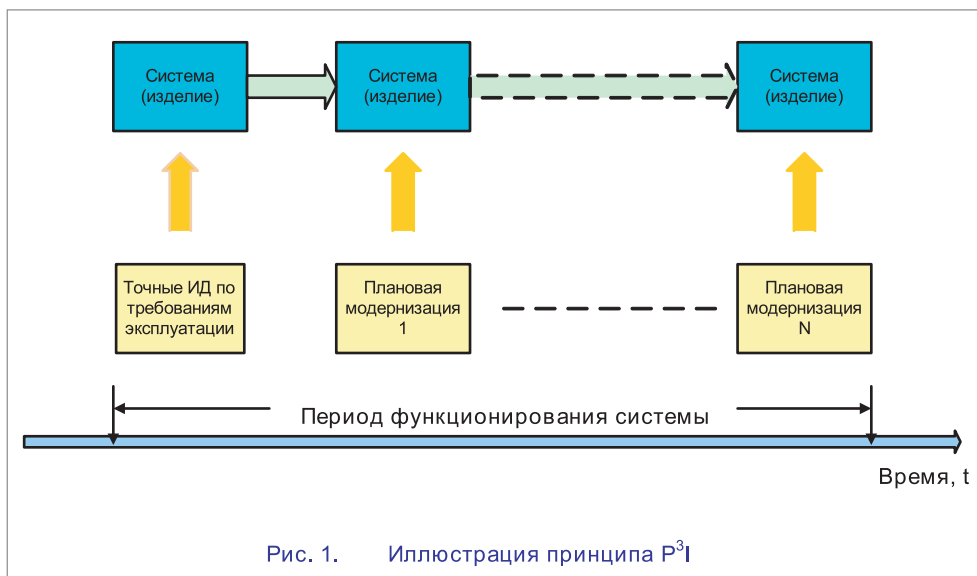 Система
(изделие)
Система
(изделие)
Система
(изделие)
Точные ИД по
требованиям
эксплуатации
Плановая
модернизация
1
Плановая
модернизация
N
Период функционирования системы
Время, t
Рис. 1. Иллюстрация принципа P³I